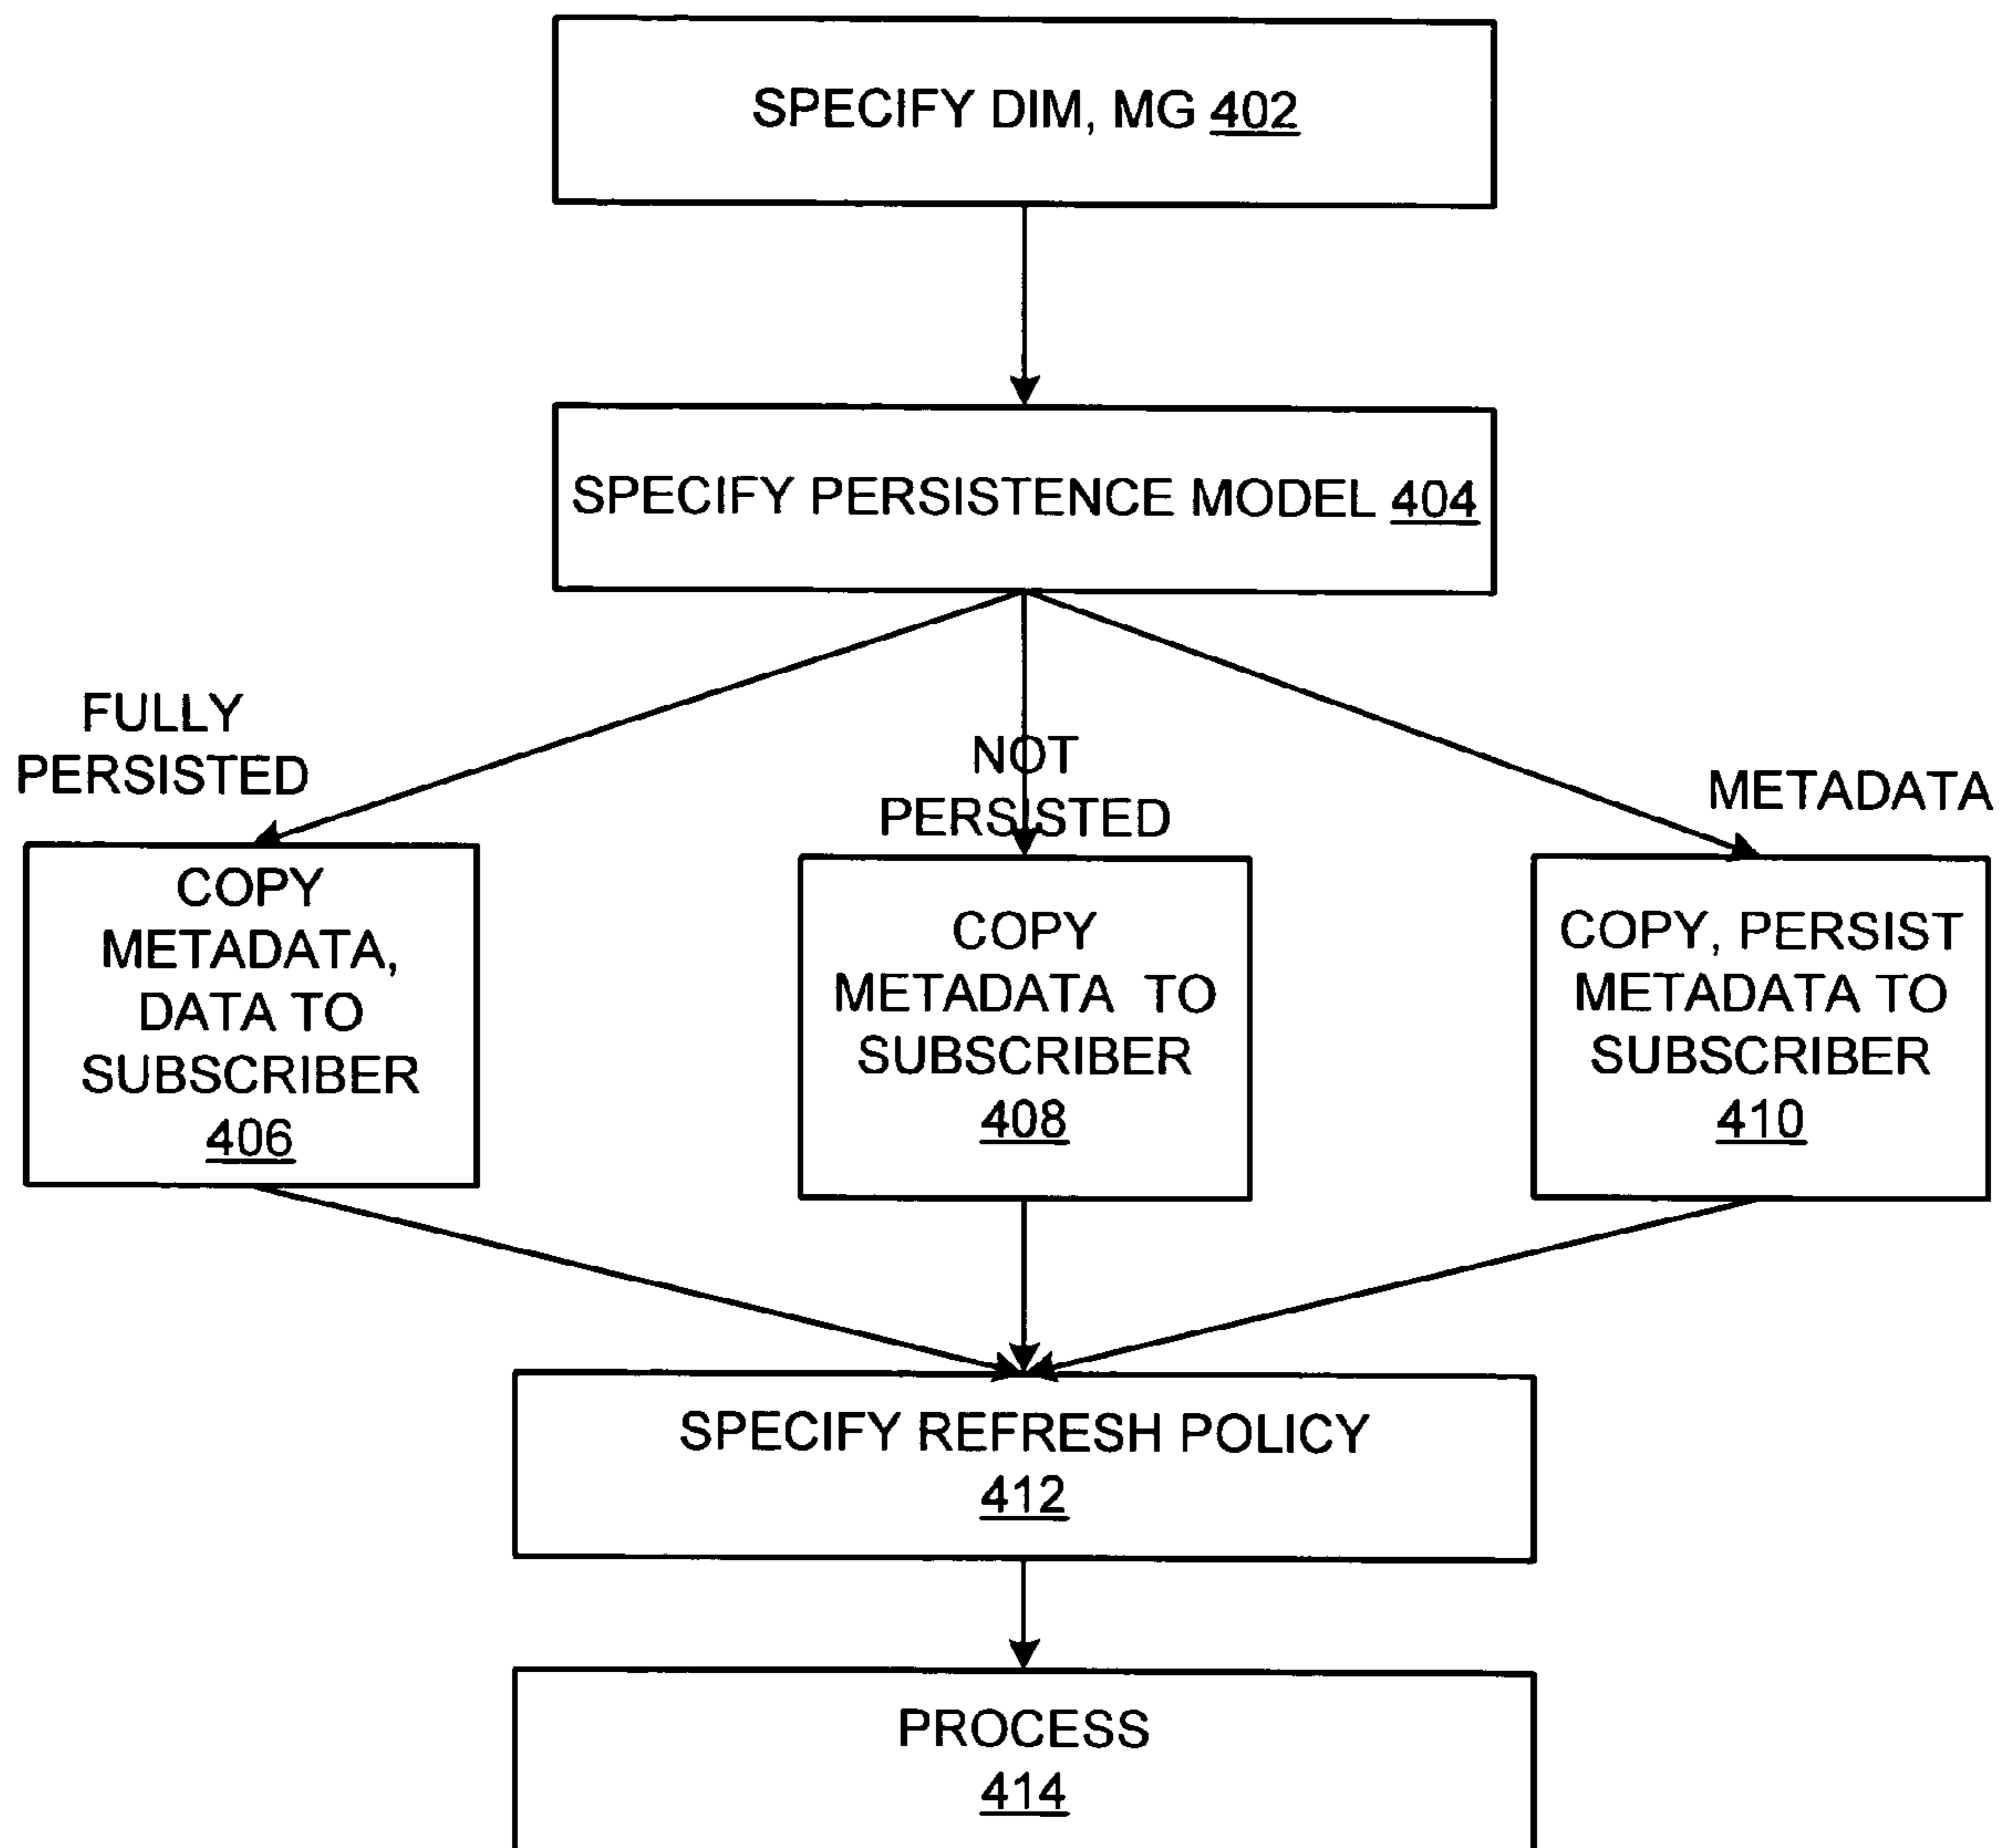 SPECIFY DIM, MG 402
SPECIFY PERSISTENCE MODEL 404
FULLY
PERSISTED
NOT
PERSISTED
METADATA
COPY
METADATA,
DATA TO
SUBSCRIBER
406
COPY
METADATA TO
SUBSCRIBER
408
COPY, PERSIST
METADATA TO
SUBSCRIBER
410
SPECIFY REFRESH POLICY
412
PROCESS
414